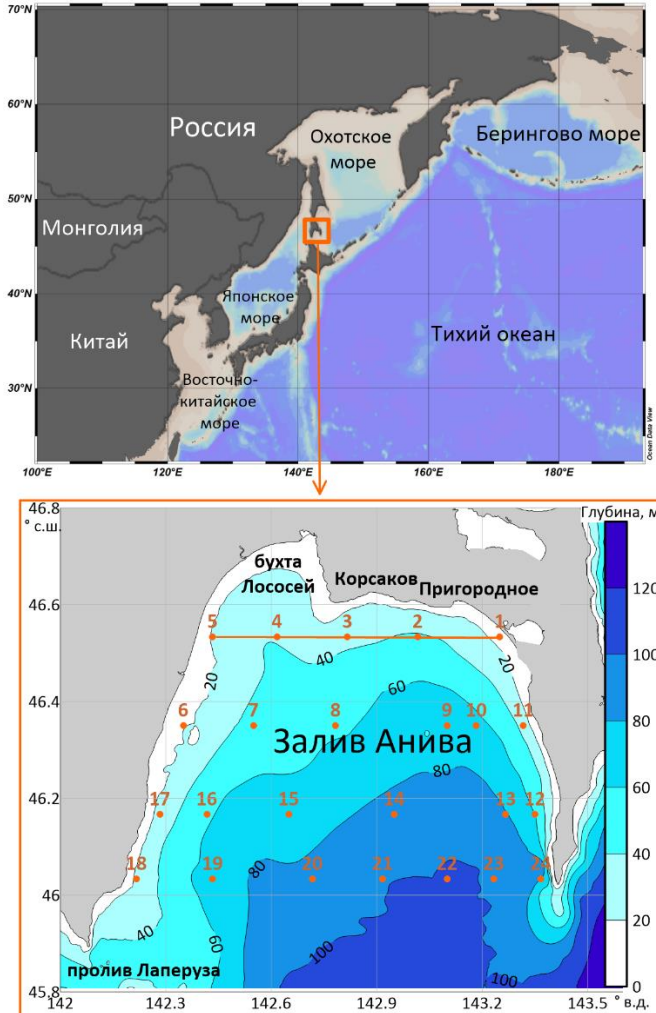 70°N
60°N
50°N
40°N
30°N
Россия
Охотское
море
Берингово море
Монголия
Японское
море
Китай
Тихий океан
Восточно-
китайское
море
Ocean Data View
100°E 120°E 140°E 160°E 180°E
46.8
° с.ш.
46.6
46.4
46.2
46
45.8
Глубина, м
бухта
Лососей
Корсаков
Пригородное
5 4 3 2 1
20 40 60 20
6 7 8 9 10 11
Залив Анива
80
17 16 15 14 13 12
18 19 20 21 22 23 24
80
40
60
100
100
пролив Лаперуза
120
100
80
60
40
20
0
142 142.3 142.6 142.9 143.2 143.5
° в.д.